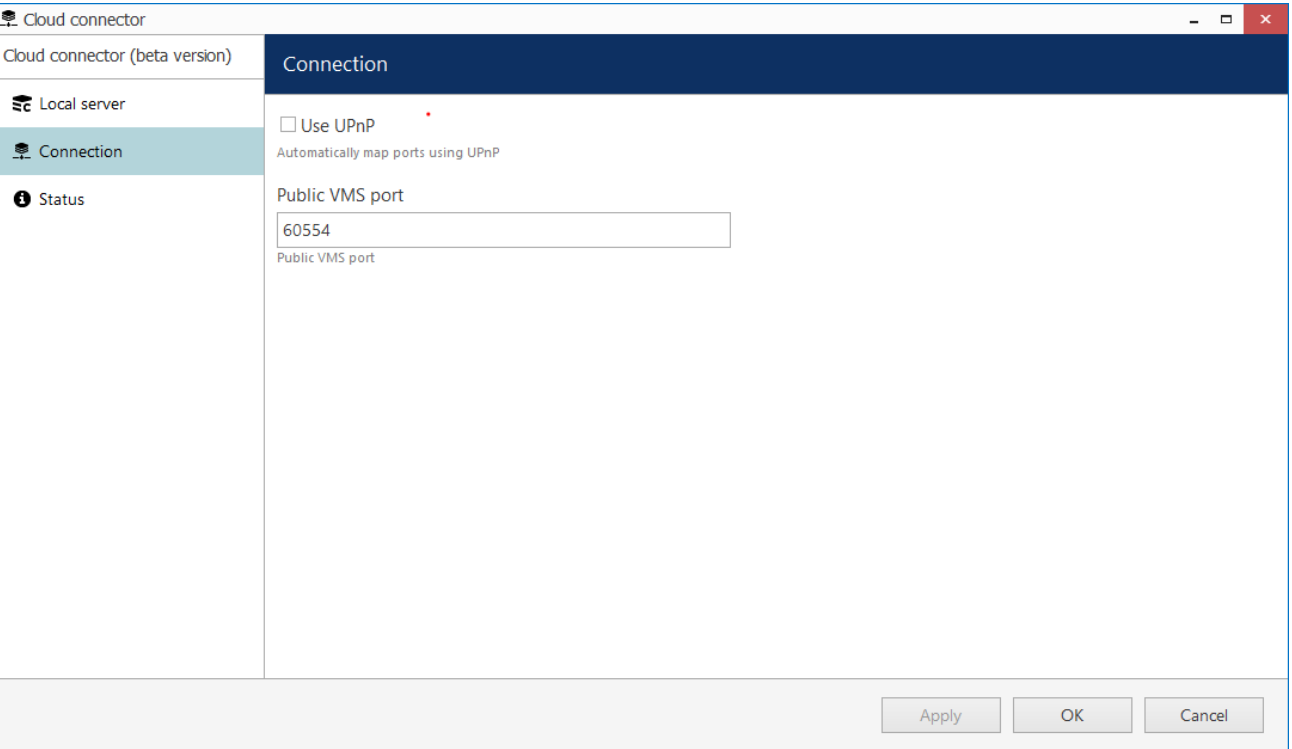 Cloud connector
Cloud connector (beta version)
Local server
Connection
Status
Connection
Use UPnP
Automatically map ports using UPnP
Public VMS port
60554
Public VMS port
Apply
OK
Cancel